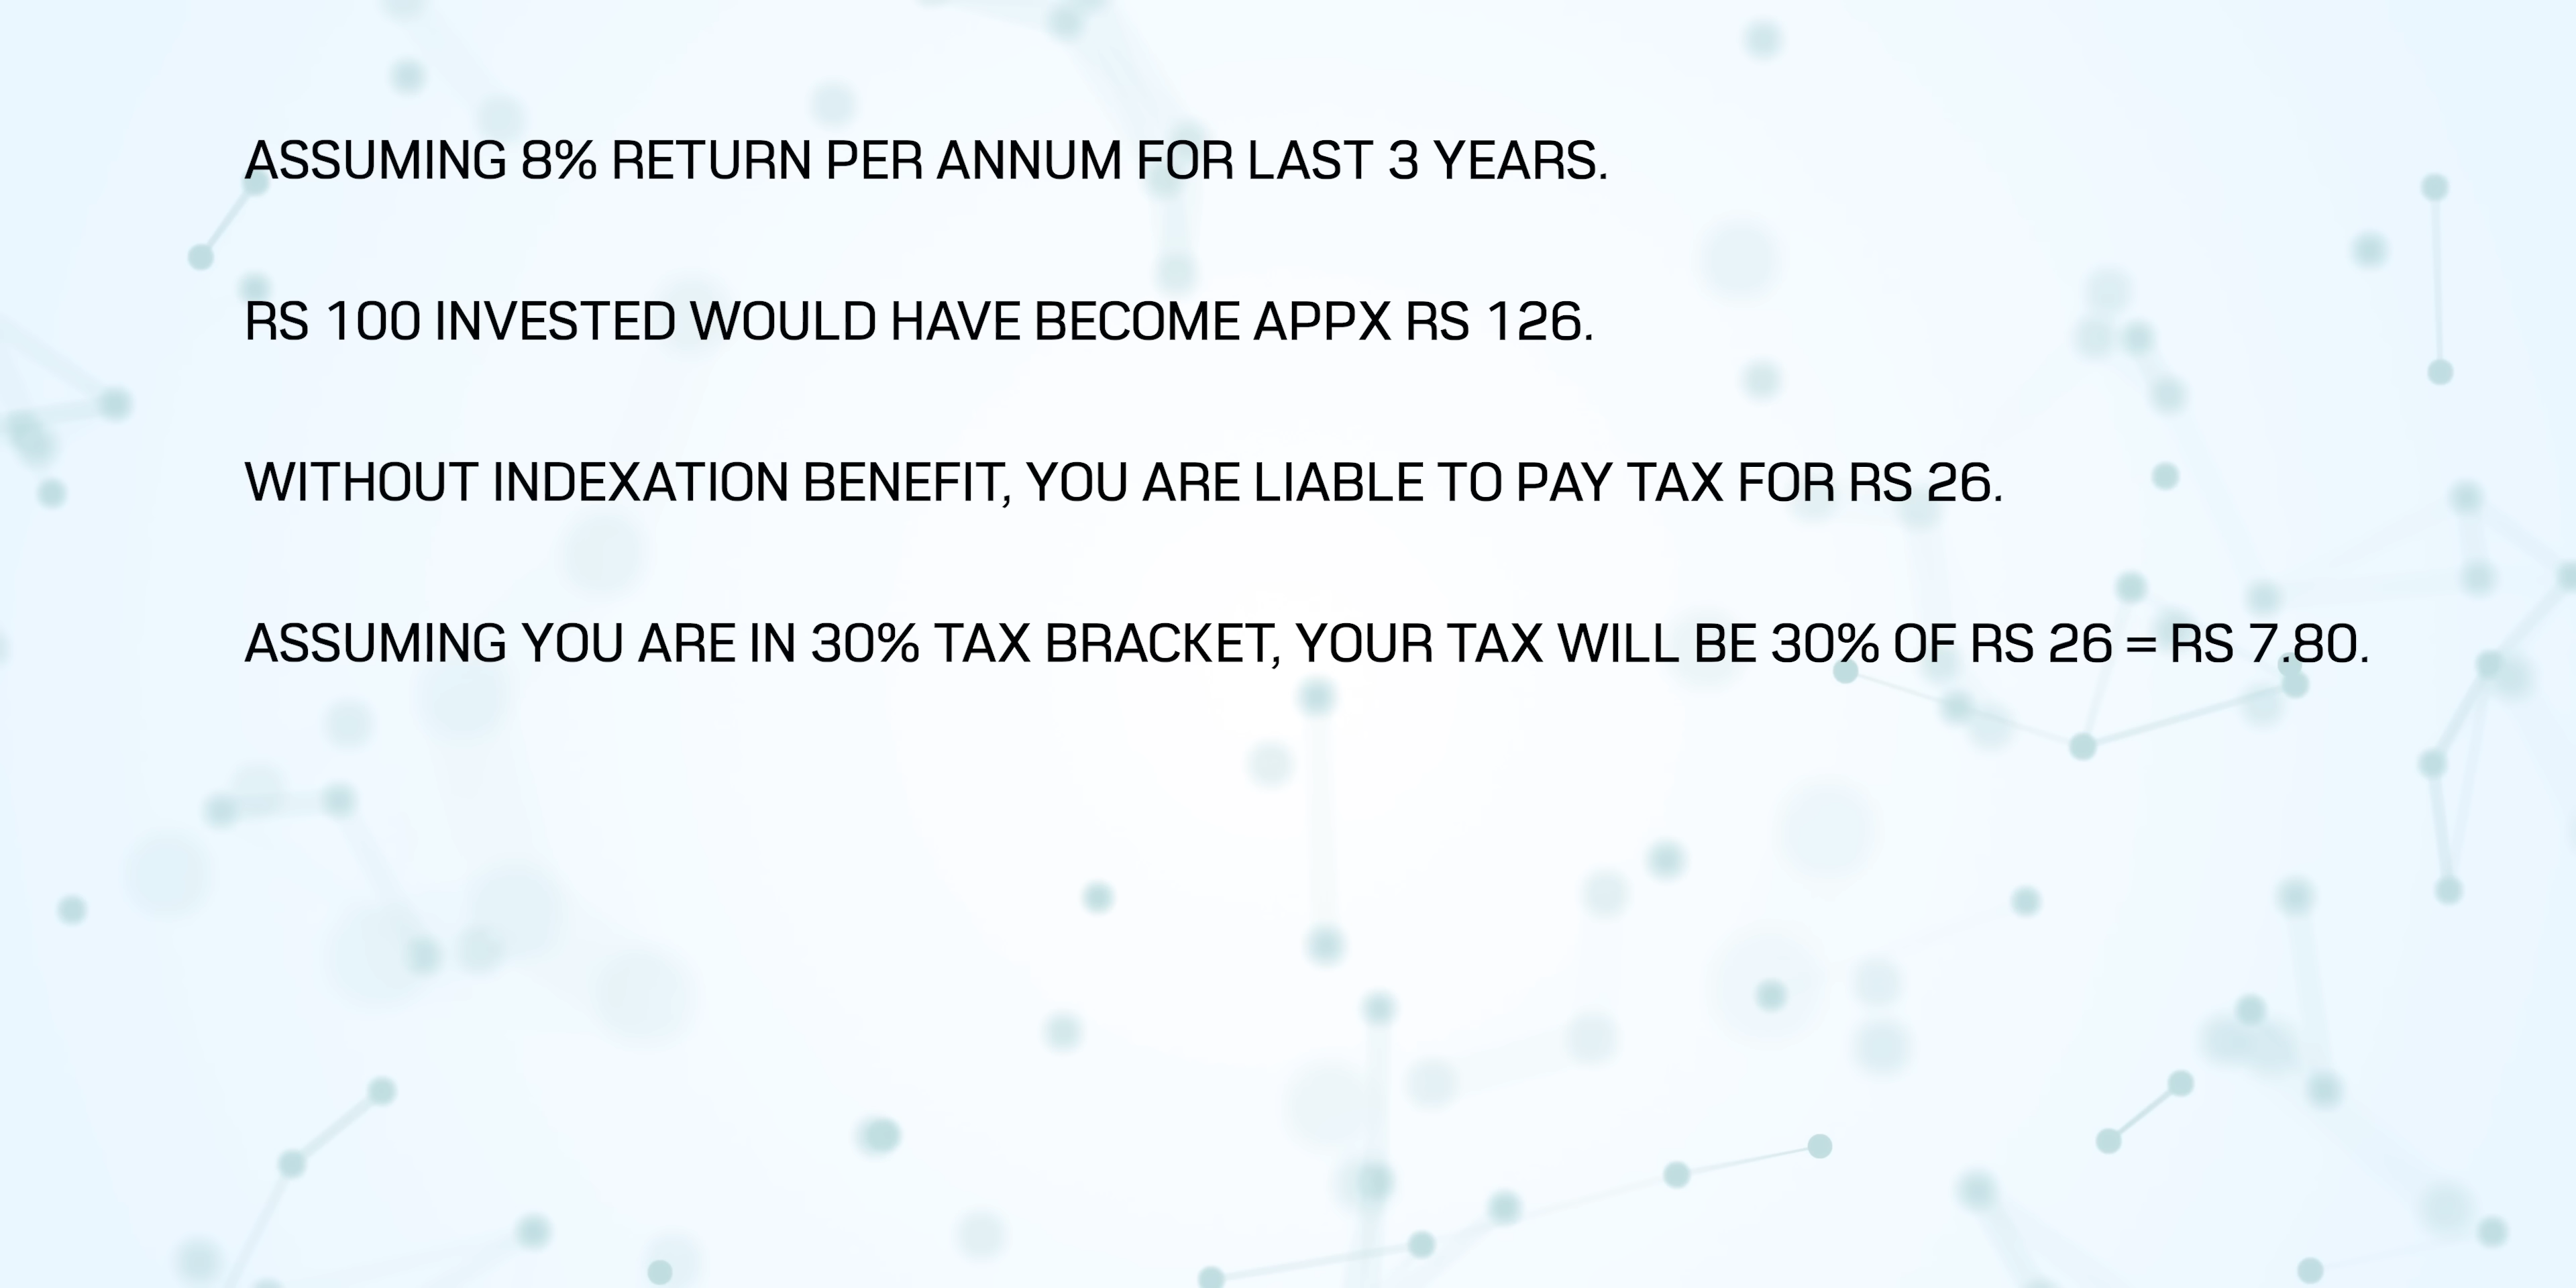 ASSUMING 8% RETURN PER ANNUM FOR LAST 3 YEARS.
RS 100 INVESTED WOULD HAVE BECOME APPX RS 126.
WITHOUT INDEXATION BENEFIT, YOU ARE LIABLE TO PAY TAX FOR RS 26.
ASSUMING YOU ARE IN 30% TAX BRACKET, YOUR TAX WILL BE 30% OF RS 26 = RS 7.80.